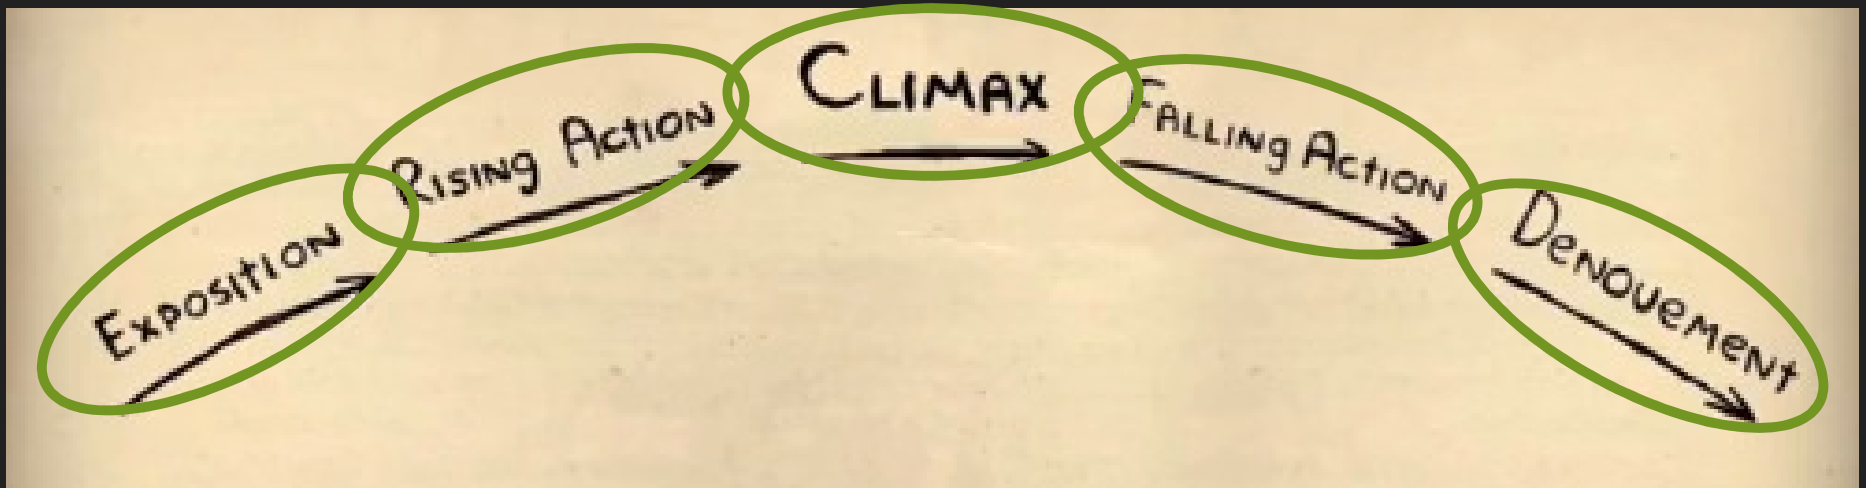 Exposition
Rising Action
Climax
Falling Action
Denouement